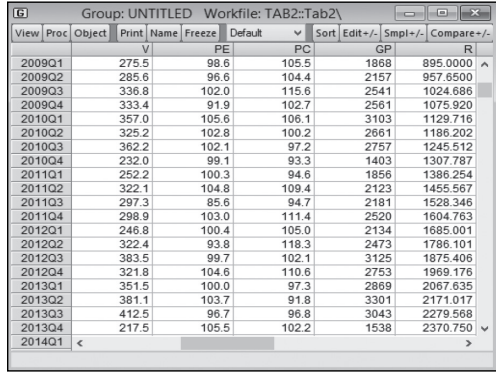 G Group: UNTITLED Workfile: TAB2::Tab2\
View Proc Object Print Name Freeze Default Sort Edit+/- Smpl+/- Compare+/-
V PE PC GP R
2009Q1 275.5 98.6 105.5 1868 895.0000
2009Q2 285.6 96.6 104.4 2157 957.6500
2009Q3 336.8 102.0 115.6 2541 1024.686
2009Q4 333.4 91.9 102.7 2561 1075.920
2010Q1 357.0 105.6 106.1 3103 1129.716
2010Q2 325.2 102.8 100.2 2661 1186.202
2010Q3 362.2 102.1 97.2 2757 1245.512
2010Q4 232.0 99.1 93.3 1403 1307.787
2011Q1 252.2 100.3 94.6 1856 1386.254
2011Q2 322.1 104.8 109.4 2123 1455.567
2011Q3 297.3 85.6 94.7 2181 1528.346
2011Q4 298.9 103.0 111.4 2520 1604.763
2012Q1 246.8 100.4 105.0 2134 1685.001
2012Q2 322.4 93.8 118.3 2473 1786.101
2012Q3 383.5 99.7 102.1 3125 1875.406
2012Q4 321.8 104.6 110.6 2753 1969.176
2013Q1 351.5 100.0 97.3 2869 2067.635
2013Q2 381.1 103.7 91.8 3301 2171.017
2013Q3 412.5 96.7 96.8 3043 2279.568
2013Q4 217.5 105.5 102.2 1538 2370.750
2014Q1